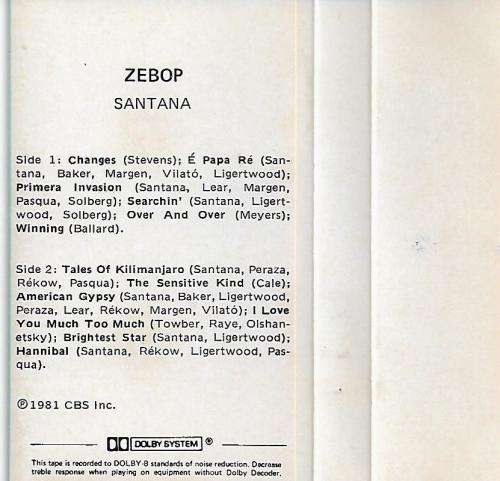 ZEBOP
SANTANA
Side 1: Changes (Stevens); É Papa Ré (San-
tana, Baker, Margen, Vilató, Ligertwood);
Primera Invasion (Santana, Lear, Margen,
Pasqua, Solberg); Searchin' (Santana, Ligert-
wood, Solberg); Over And Over (Meyers);
Winning (Ballard).
Side 2: Tales Of Kilimanjaro (Santana, Peraza,
Rékow, Pasqua); The Sensitive Kind (Cale);
American Gypsy (Santana, Baker, Ligertwood,
Peraza, Lear, Rékow, Margen, Vilató); I Love
You Much Too Much (Towber, Raye, Olshan-
etsky); Brightest Star (Santana, Ligertwood);
Hannibal (Santana, Rékow, Ligertwood, Pas-
qua).
℗1981 CBS Inc.
DOLBY SYSTEM ®
This tape is recorded to DOLBY-B standards of noise reduction. Decrease
treble response when playing on equipment without Dolby Decoder.